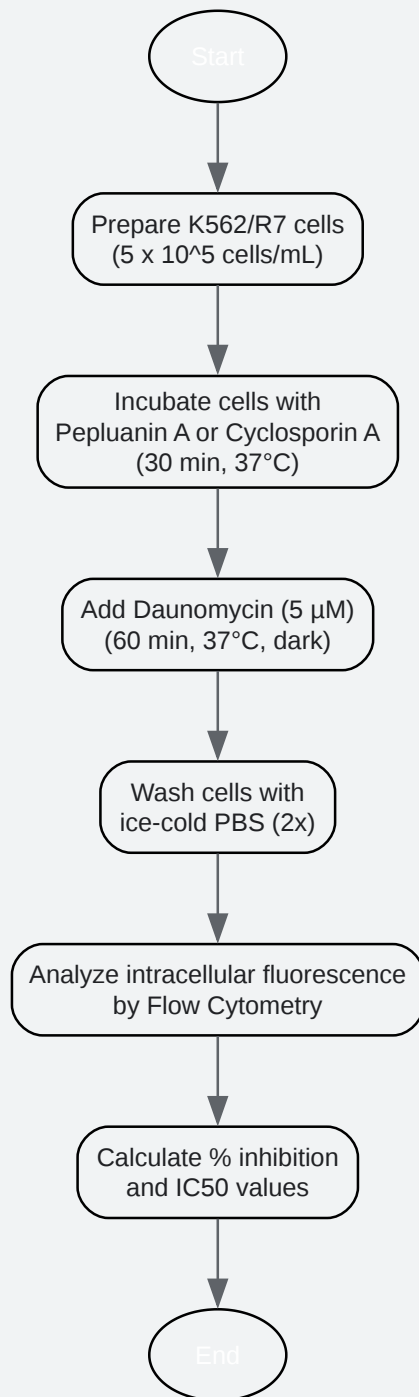 Start
Prepare K562/R7 cells
(5 x 10^5 cells/mL)
Incubate cells with
Pepluanin A or Cyclosporin A
(30 min, 37°C)
Add Daunomycin (5 µM)
(60 min, 37°C, dark)
Wash cells with
ice-cold PBS (2x)
Analyze intracellular fluorescence
by Flow Cytometry
Calculate % inhibition
and IC50 values
End